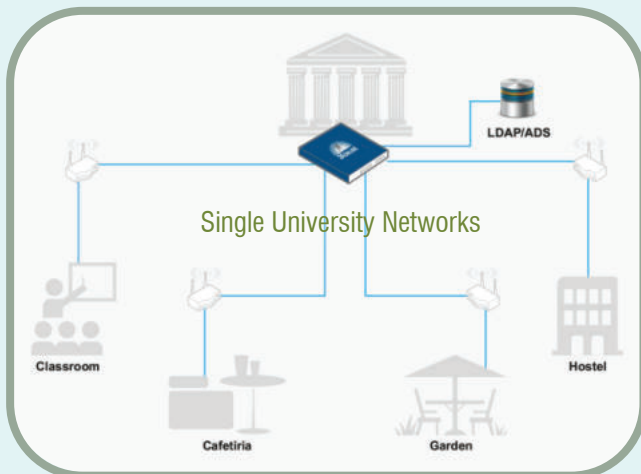 LDAP/ADS
Single University Networks
Classroom
Hostel
Cafetiria
Garden